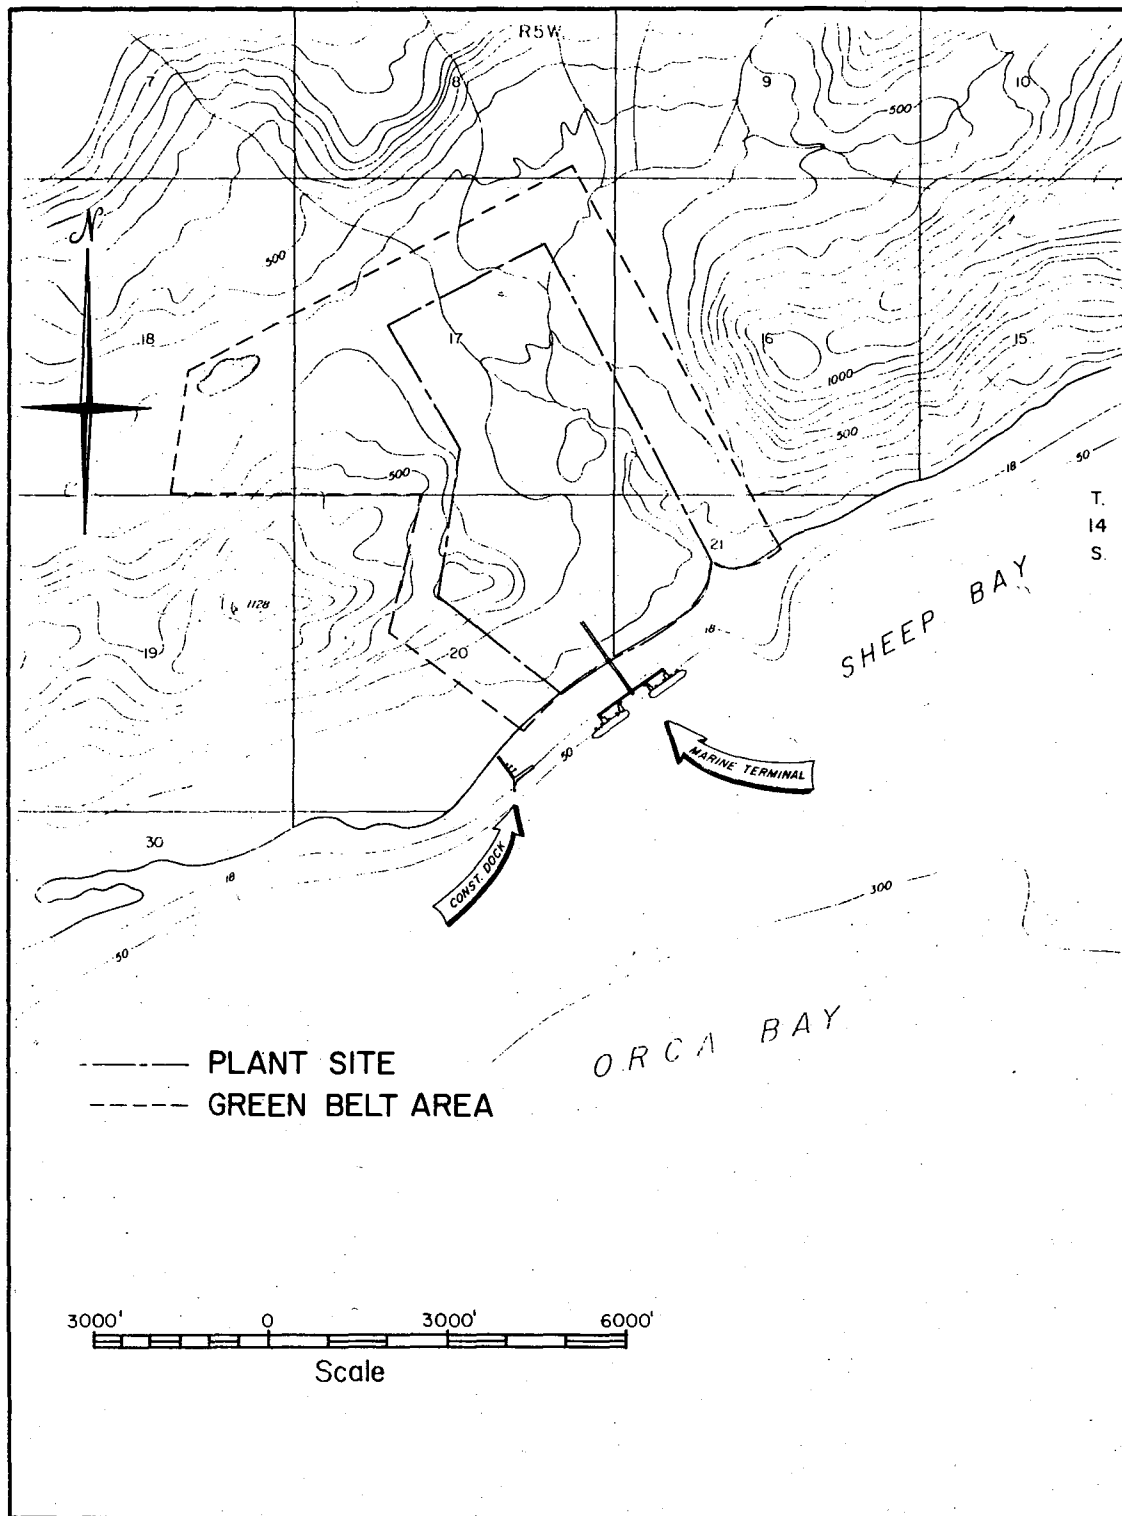 R5W.
7
8
9
10
500
N
500
18
17
16
15
1000
500
500
18
50
T.
14
S.
21
1128
19
20
18
SHEEP BAY
50
MARINE TERMINAL
CONST. DOCK
30
18
300
50
ORCA BAY
PLANT SITE
GREEN BELT AREA
3000' 0 3000' 6000'
Scale